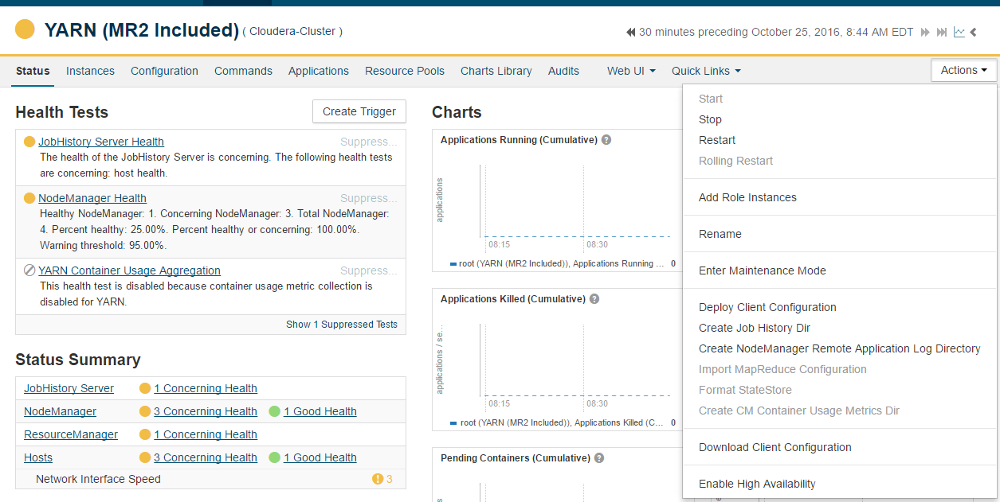 YARN (MR2 Included) ( Cloudera-Cluster )
30 minutes preceding October 25, 2016, 8:44 AM EDT
Status Instances Configuration Commands Applications Resource Pools Charts Library Audits Web UI Quick Links Actions
Health Tests
Create Trigger
JobHistory Server Health Suppress...
The health of the JobHistory Server is concerning. The following health tests
are concerning: host health.
NodeManager Health Suppress...
Healthy NodeManager: 1. Concerning NodeManager: 3. Total NodeManager:
4. Percent healthy: 25.00%. Percent healthy or concerning: 100.00%.
Warning threshold: 95.00%.
YARN Container Usage Aggregation Suppress...
This health test is disabled because container usage metric collection is
disabled for YARN.
Show 1 Suppressed Tests
Status Summary
JobHistory Server 1 Concerning Health
NodeManager 3 Concerning Health 1 Good Health
ResourceManager 1 Concerning Health
Hosts 3 Concerning Health 1 Good Health
Network Interface Speed 3
Charts
Applications Running (Cumulative) ?
applications
08:15 08:30
root (YARN (MR2 Included)), Applications Running ... 0
Applications Killed (Cumulative) ?
applications / se...
08:15 08:30
root (YARN (MR2 Included)), Applications Killed (C... 0
Pending Containers (Cumulative) ?
Start
Stop
Restart
Rolling Restart
Add Role Instances
Rename
Enter Maintenance Mode
Deploy Client Configuration
Create Job History Dir
Create NodeManager Remote Application Log Directory
Import MapReduce Configuration
Format StateStore
Create CM Container Usage Metrics Dir
Download Client Configuration
Enable High Availability